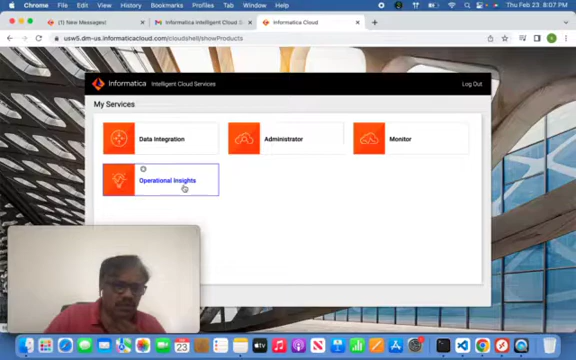 Chrome File Edit View History Bookmarks Profiles Tab Window Help Thu Feb 23 8:07 PM
(New Messages) Informatica Intelligent Cloud Se Informatica Cloud
usw5.dm-us.informaticacloud.com/cloudshell/showProducts
Informatica Intelligent Cloud Services Log Out
My Services
Data Integration Administrator Monitor
Operational Insights
23